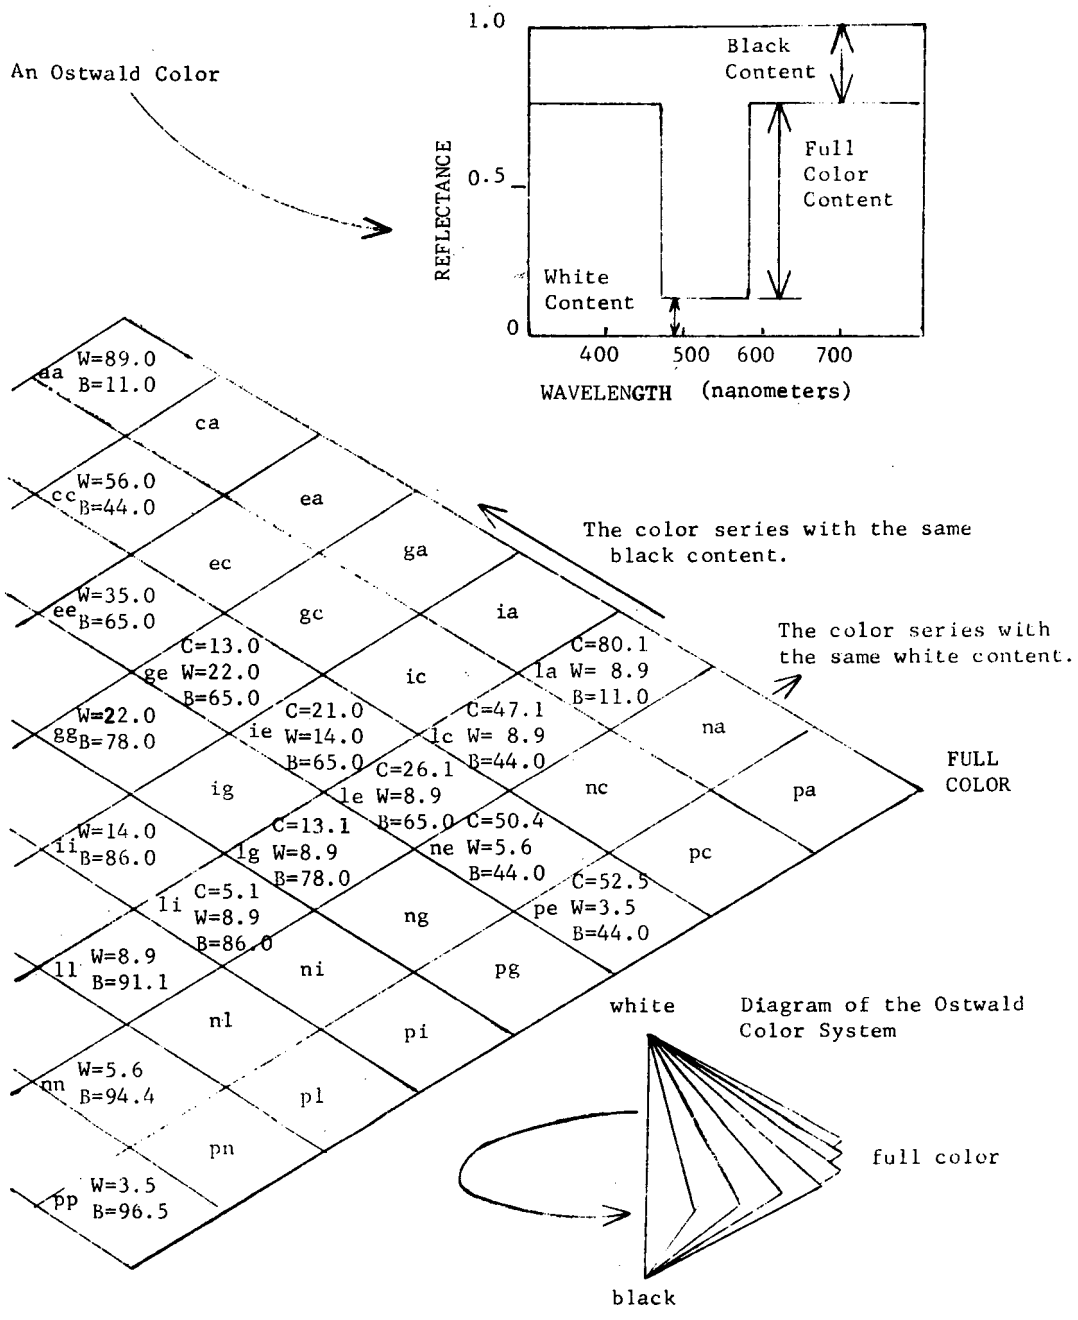 1.0
An Ostwald Color
Black
Content
Full
Color
Content
0.5
REFLECTANCE
White
Content
0
400 500 600 700
WAVELENGTH (nanometers)
aa W=89.0
B=11.0
ca
cc W=56.0
B=44.0
ea
The color series with the same
black content.
ec
ga
ee W=35.0
B=65.0
gc
ia
The color series with
the same white content.
C=13.0
ge W=22.0
B=65.0
ic
C=80.1
la W= 8.9
B=11.0
gg W=22.0
B=78.0
C=21.0
ie W=14.0
B=65.0
C=47.1
lc W= 8.9
B=44.0
na
FULL
COLOR
ig
C=26.1
le W=8.9
B=65.0
nc
pa
ii W=14.0
B=86.0
C=13.1
lg W=8.9
B=78.0
C=50.4
ne W=5.6
B=44.0
pc
C=5.1
li W=8.9
B=86.0
ng
C=52.5
pe W=3.5
B=44.0
ll W=8.9
B=91.1
ni
pg
nl
pi
nn W=5.6
B=94.4
pl
pn
pp W=3.5
B=96.5
white
Diagram of the Ostwald
Color System
full color
black